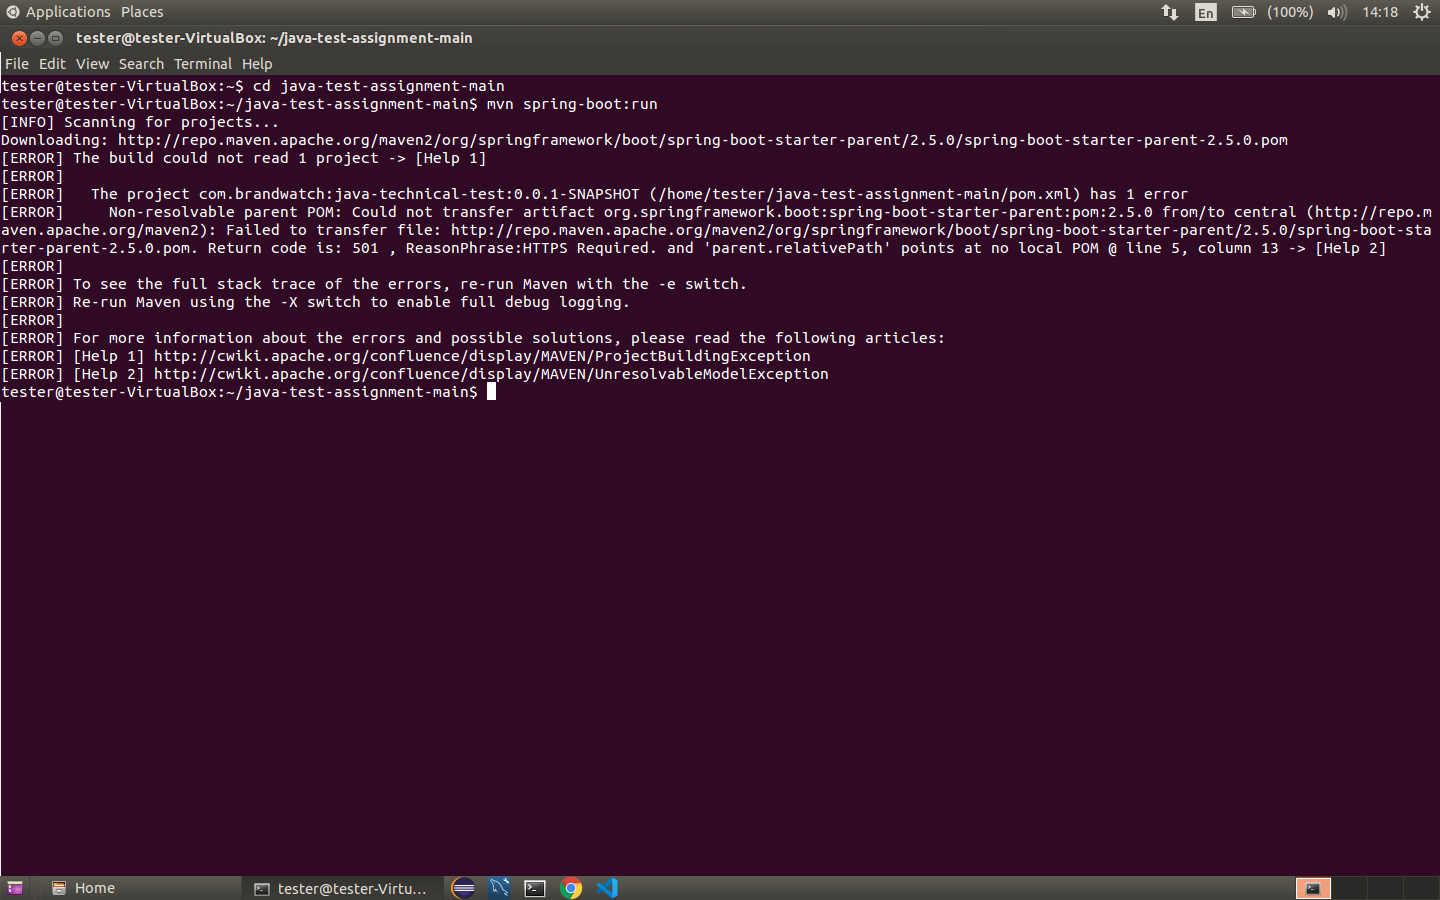 Applications Places
En (100%) 14:18
tester@tester-VirtualBox: ~/java-test-assignment-main
File Edit View Search Terminal Help
tester@tester-VirtualBox:~$ cd java-test-assignment-main
tester@tester-VirtualBox:~/java-test-assignment-main$ mvn spring-boot:run
[INFO] Scanning for projects...
Downloading: http://repo.maven.apache.org/maven2/org/springframework/boot/spring-boot-starter-parent/2.5.0/spring-boot-starter-parent-2.5.0.pom
[ERROR] The build could not read 1 project -> [Help 1]
[ERROR]
[ERROR]   The project com.brandwatch:java-technical-test:0.0.1-SNAPSHOT (/home/tester/java-test-assignment-main/pom.xml) has 1 error
[ERROR]     Non-resolvable parent POM: Could not transfer artifact org.springframework.boot:spring-boot-starter-parent:pom:2.5.0 from/to central (http://repo.m
aven.apache.org/maven2): Failed to transfer file: http://repo.maven.apache.org/maven2/org/springframework/boot/spring-boot-starter-parent/2.5.0/spring-boot-sta
rter-parent-2.5.0.pom. Return code is: 501 , ReasonPhrase:HTTPS Required. and 'parent.relativePath' points at no local POM @ line 5, column 13 -> [Help 2]
[ERROR]
[ERROR] To see the full stack trace of the errors, re-run Maven with the -e switch.
[ERROR] Re-run Maven using the -X switch to enable full debug logging.
[ERROR]
[ERROR] For more information about the errors and possible solutions, please read the following articles:
[ERROR] [Help 1] http://cwiki.apache.org/confluence/display/MAVEN/ProjectBuildingException
[ERROR] [Help 2] http://cwiki.apache.org/confluence/display/MAVEN/UnresolvableModelException
tester@tester-VirtualBox:~/java-test-assignment-main$
Home tester@tester-Virtu...